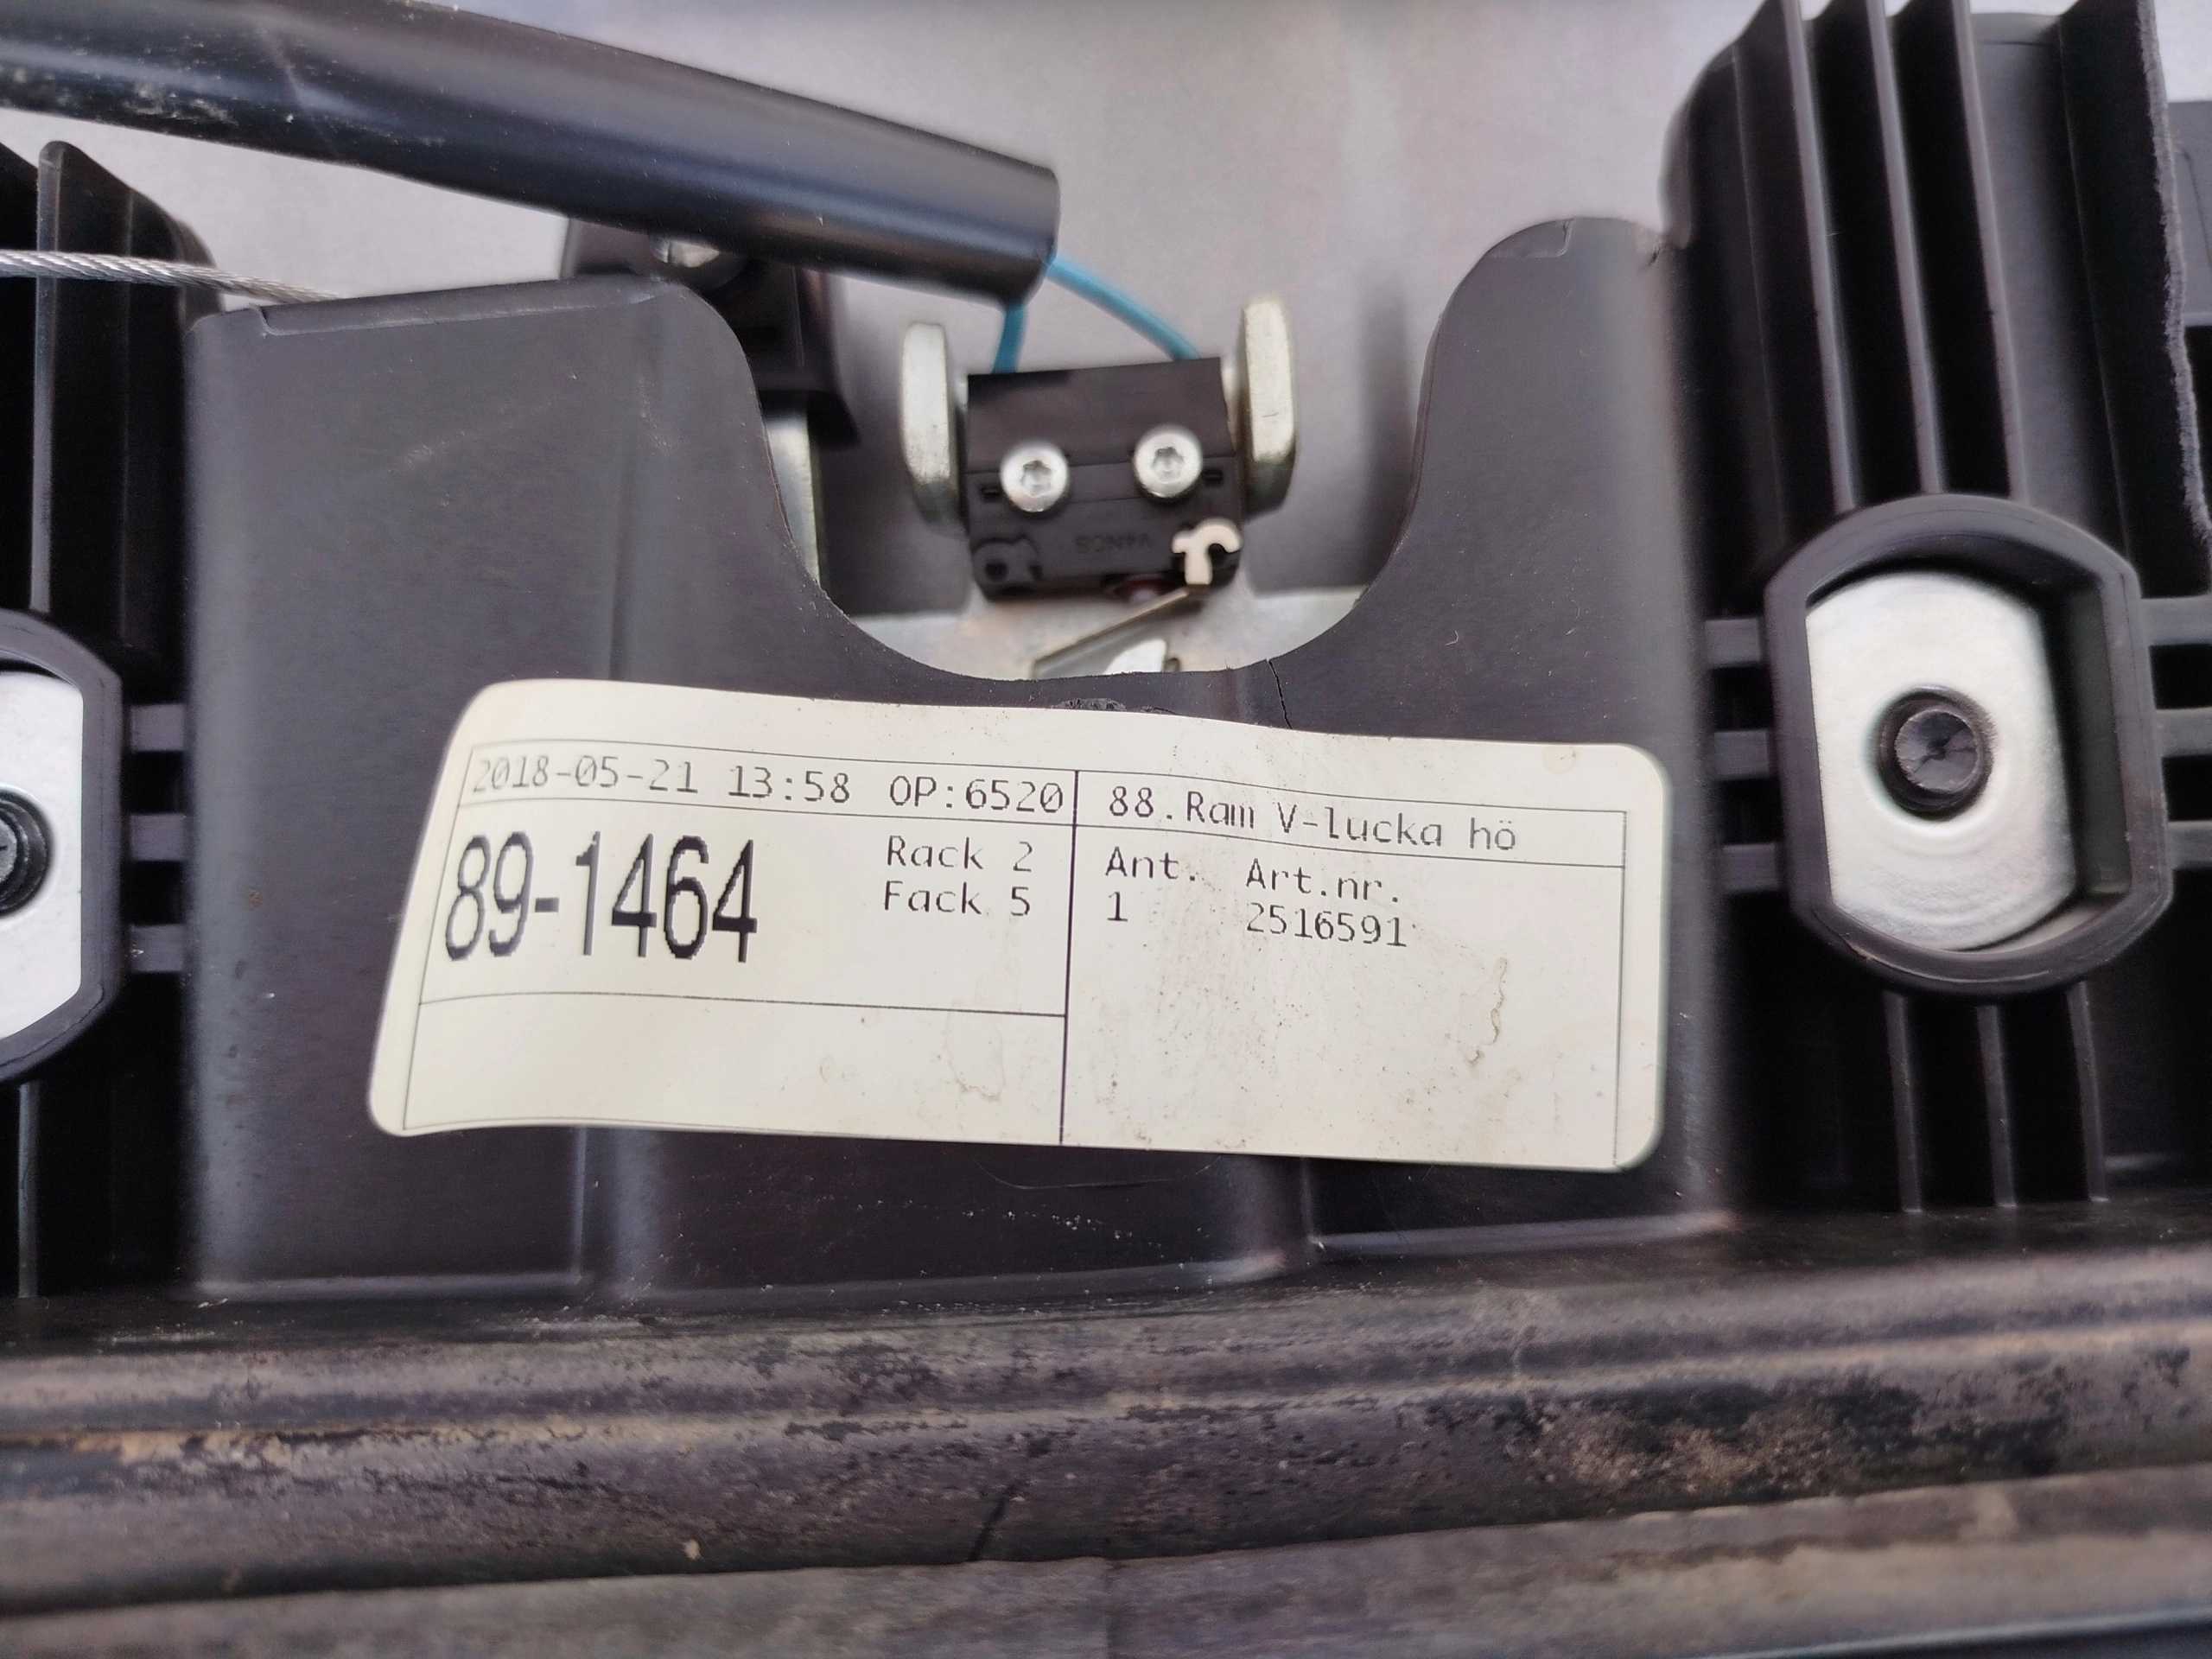 V4NCS
2018-05-21 13:58 OP:6520
89-1464
Rack 2
Fack 5
88.Ram V-lucka hö
Ant. Art.nr.
1 2516591